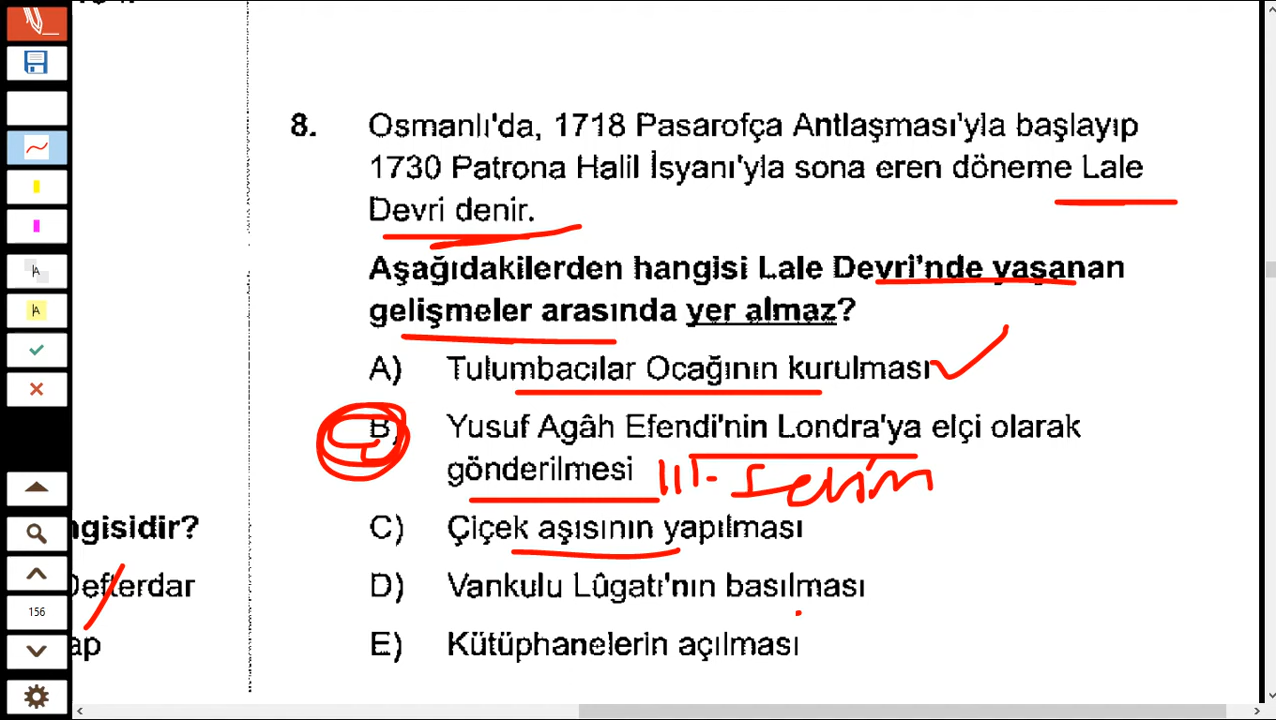 8. Osmanlı'da, 1718 Pasarofça Antlaşması'yla başlayıp
1730 Patrona Halil İsyanı'yla sona eren döneme Lale
Devri denir.
Aşağıdakilerden hangisi Lale Devri'nde yaşanan
gelişmeler arasında yer almaz?
A) Tulumbacılar Ocağının kurulması
B) Yusuf Agâh Efendi'nin Londra'ya elçi olarak
gönderilmesi III. Selim
C) Çiçek aşısının yapılması
D) Vankulu Lûgatı'nın basılması
E) Kütüphanelerin açılması
ngisidir?
Defterdar
ap
A
A
156